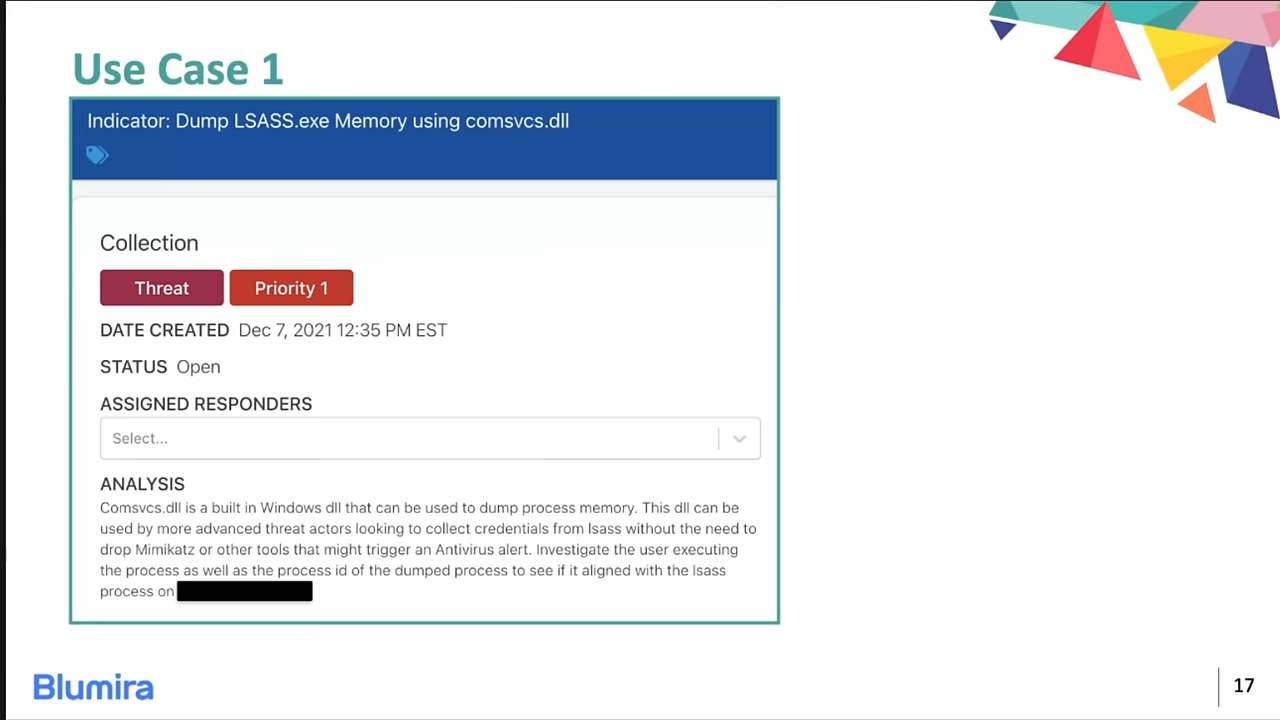 Use Case 1
Indicator: Dump LSASS.exe Memory using comsvcs.dll
Collection
Threat
Priority 1
DATE CREATED Dec 7, 2021 12:35 PM EST
STATUS Open
ASSIGNED RESPONDERS
Select...
ANALYSIS
Comsvcs.dll is a built in Windows dll that can be used to dump process memory. This dll can be
used by more advanced threat actors looking to collect credentials from lsass without the need to
drop Mimikatz or other tools that might trigger an Antivirus alert. Investigate the user executing
the process as well as the process id of the dumped process to see if it aligned with the lsass
process on
Blumira
17